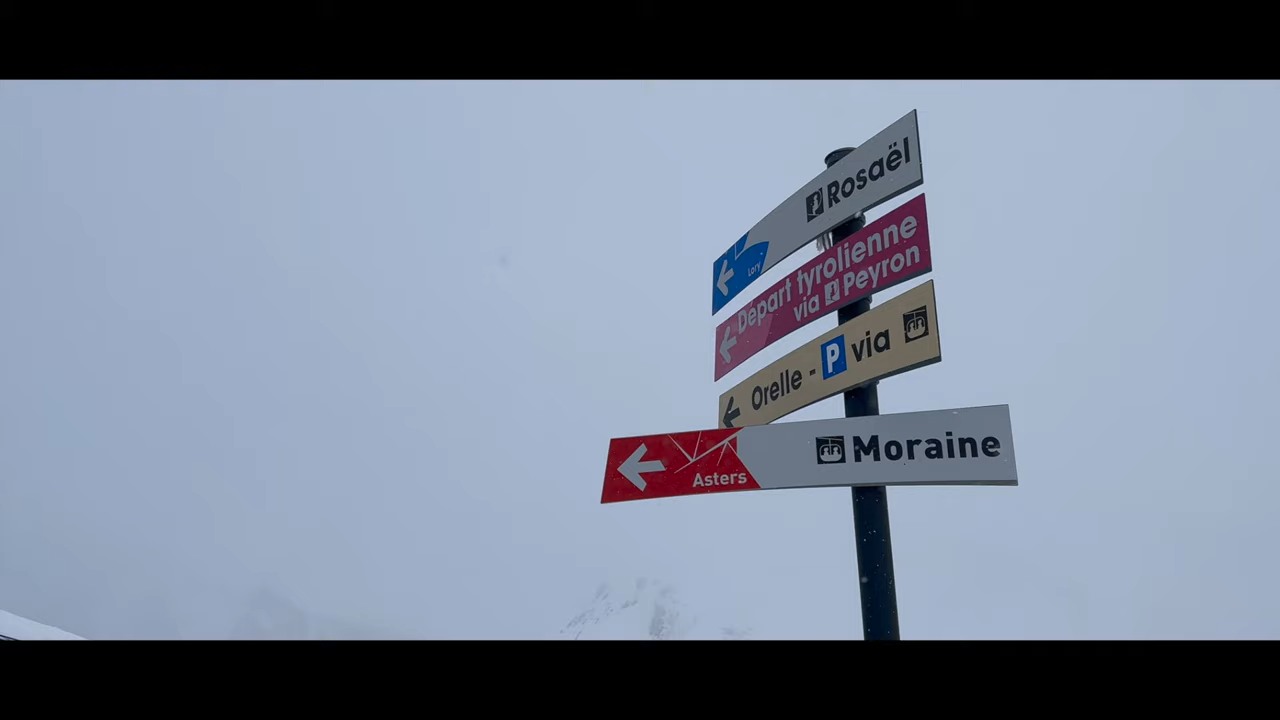 Rosaël
Lory
Départ tyrolienne
via Peyron
Orelle - P via
Moraine
Asters